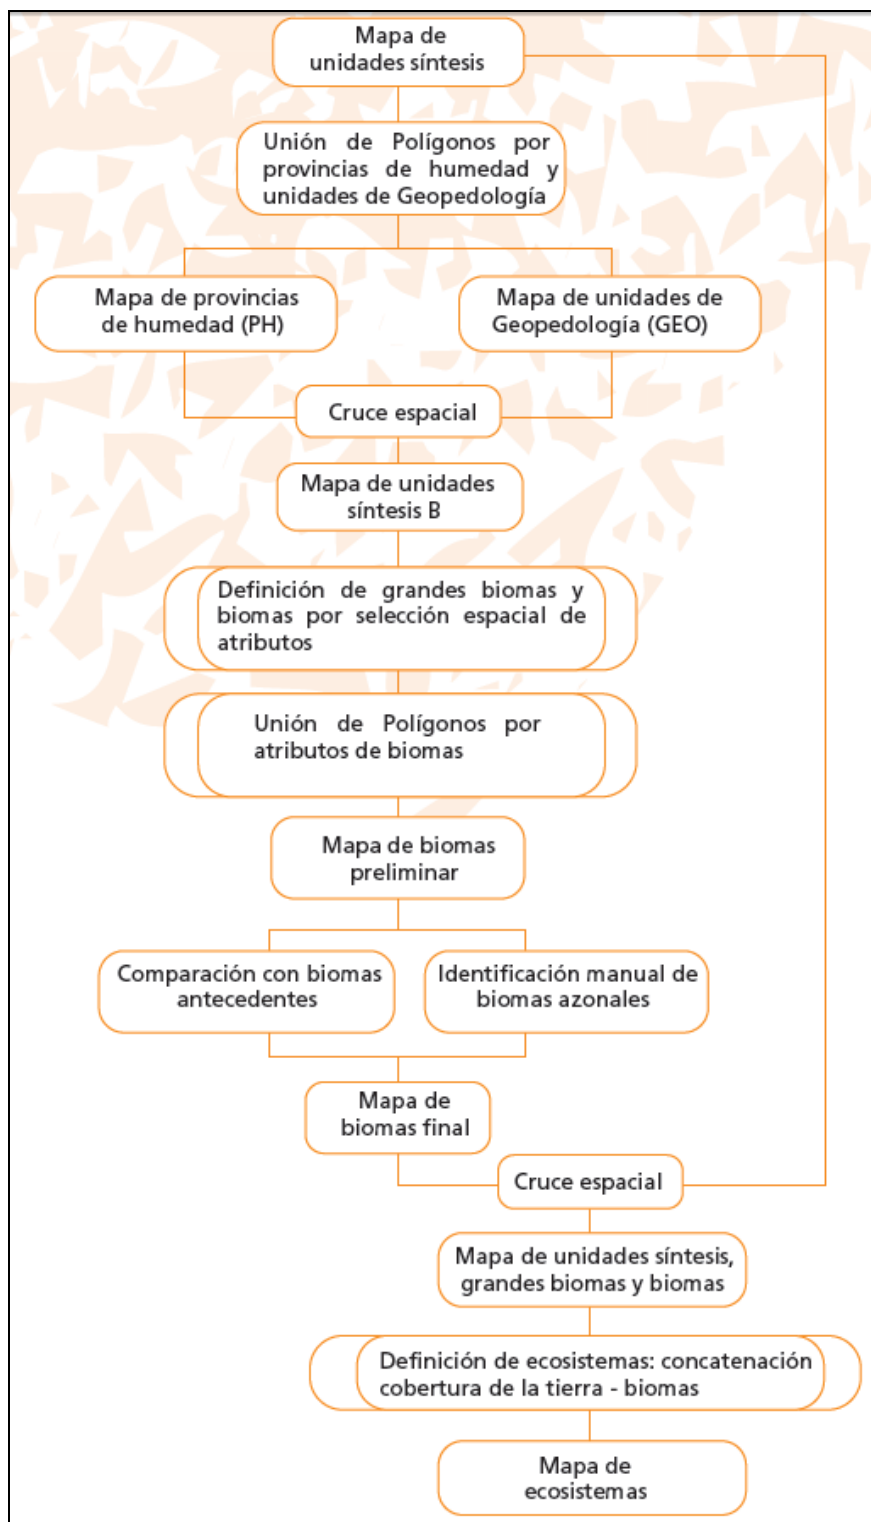 Mapa de
unidades síntesis
Unión de Polígonos por
provincias de humedad y
unidades de Geopedología
Mapa de provincias
de humedad (PH)
Mapa de unidades de
Geopedología (GEO)
Cruce espacial
Mapa de unidades
síntesis B
Definición de grandes biomas y
biomas por selección espacial de
atributos
Unión de Polígonos por
atributos de biomas
Mapa de biomas
preliminar
Comparación con biomas
antecedentes
Identificación manual de
biomas azonales
Mapa de
biomas final
Cruce espacial
Mapa de unidades síntesis,
grandes biomas y biomas
Definición de ecosistemas: concatenación
cobertura de la tierra - biomas
Mapa de
ecosistemas